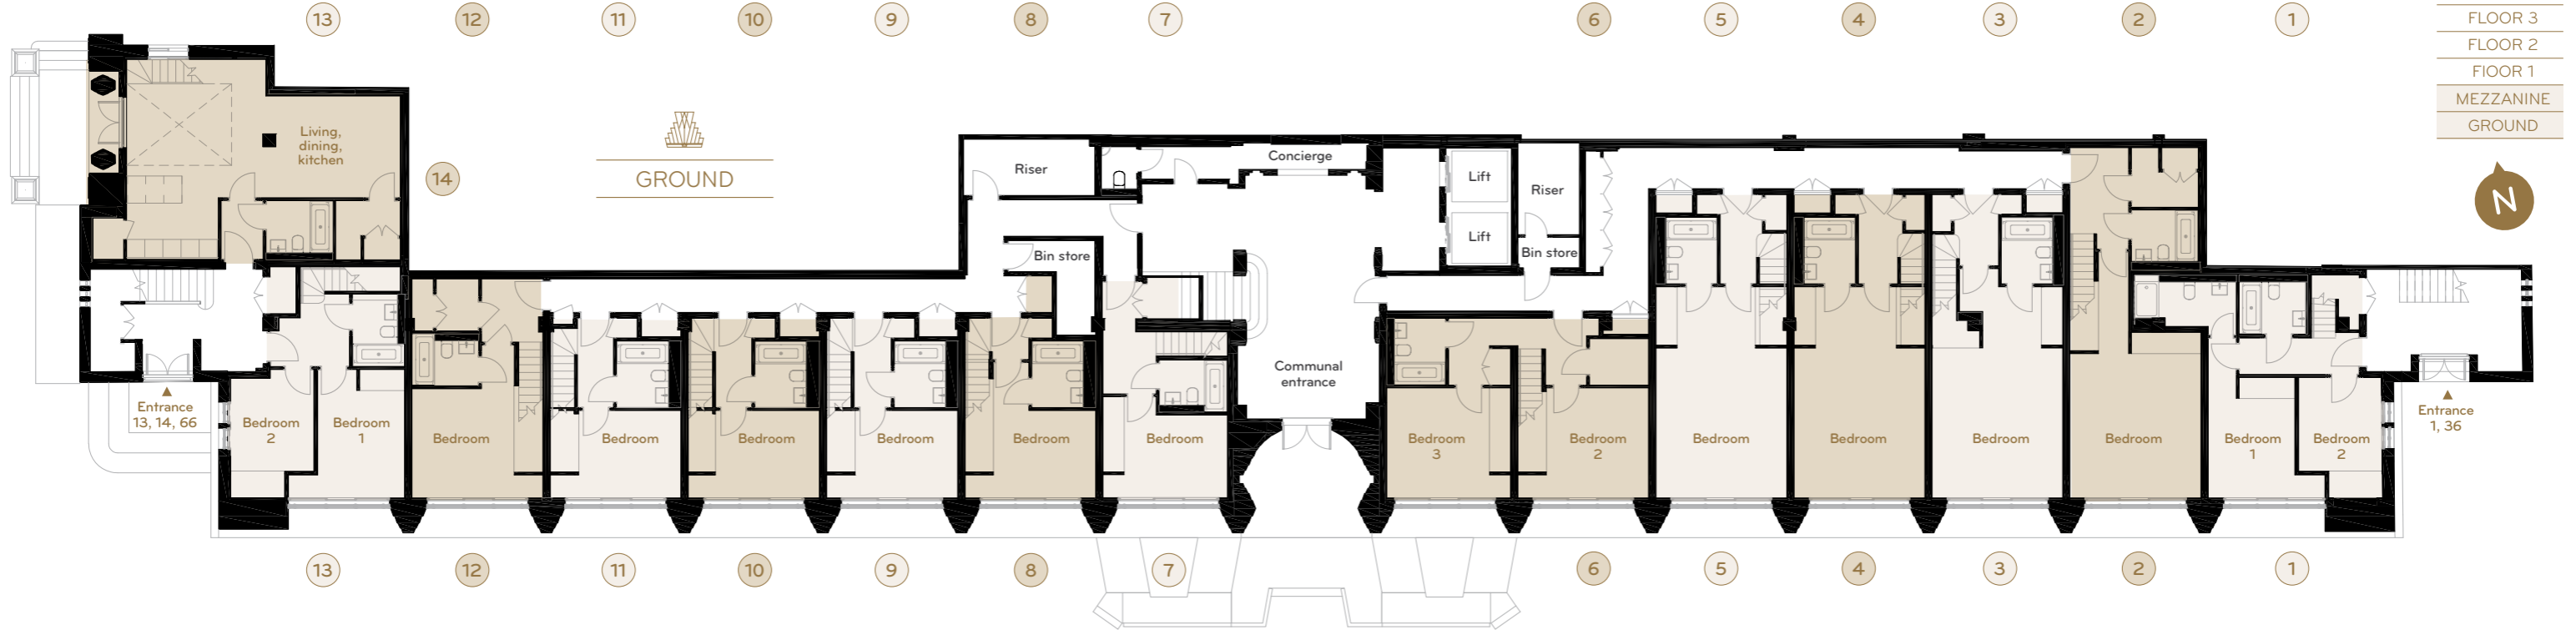 13
12
11
10
9
8
7
6
5
4
3
2
1
FLOOR 3
FLOOR 2
FlOOR 1
MEZZANINE
GROUND
N
Living,
dining,
kitchen
14
GROUND
Riser
Concierge
Lift
Riser
Lift
Bin store
Bin store
Communal
entrance
Entrance
13, 14, 66
Bedroom
2
Bedroom
1
Bedroom
Bedroom
Bedroom
Bedroom
Bedroom
Bedroom
Bedroom
3
Bedroom
2
Bedroom
Bedroom
Bedroom
Bedroom
Bedroom
1
Bedroom
2
Entrance
1, 36
13
12
11
10
9
8
7
6
5
4
3
2
1